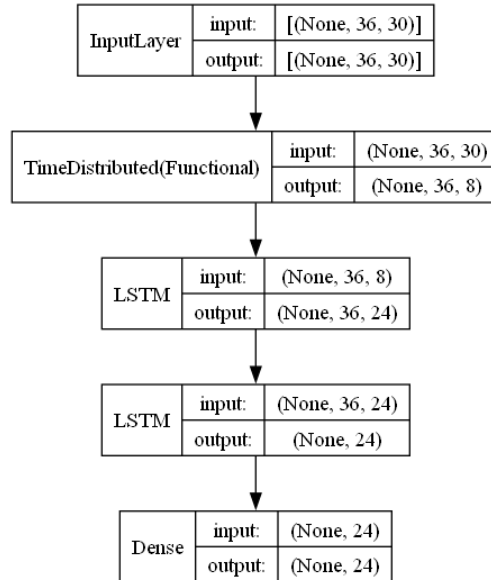 InputLayer input: [(None, 36, 30)]
output: [(None, 36, 30)]
TimeDistributed(Functional) input: (None, 36, 30)
output: (None, 36, 8)
LSTM input: (None, 36, 8)
output: (None, 36, 24)
LSTM input: (None, 36, 24)
output: (None, 24)
Dense input: (None, 24)
output: (None, 24)